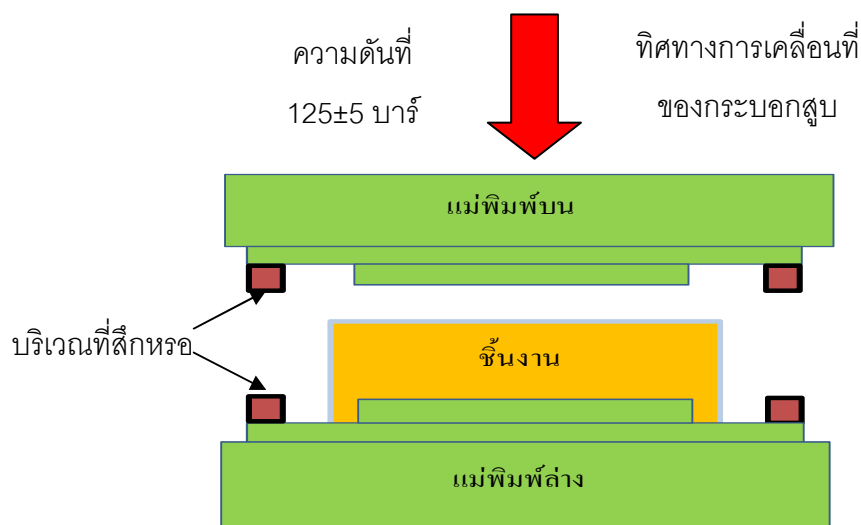 ความดันที่
125±5 บาร์
ทิศทางการเคลื่อนที่
ของกระบอกสูบ
แม่พิมพ์บน
บริเวณที่สึกหรอ
ชิ้นงาน
แม่พิมพ์ล่าง